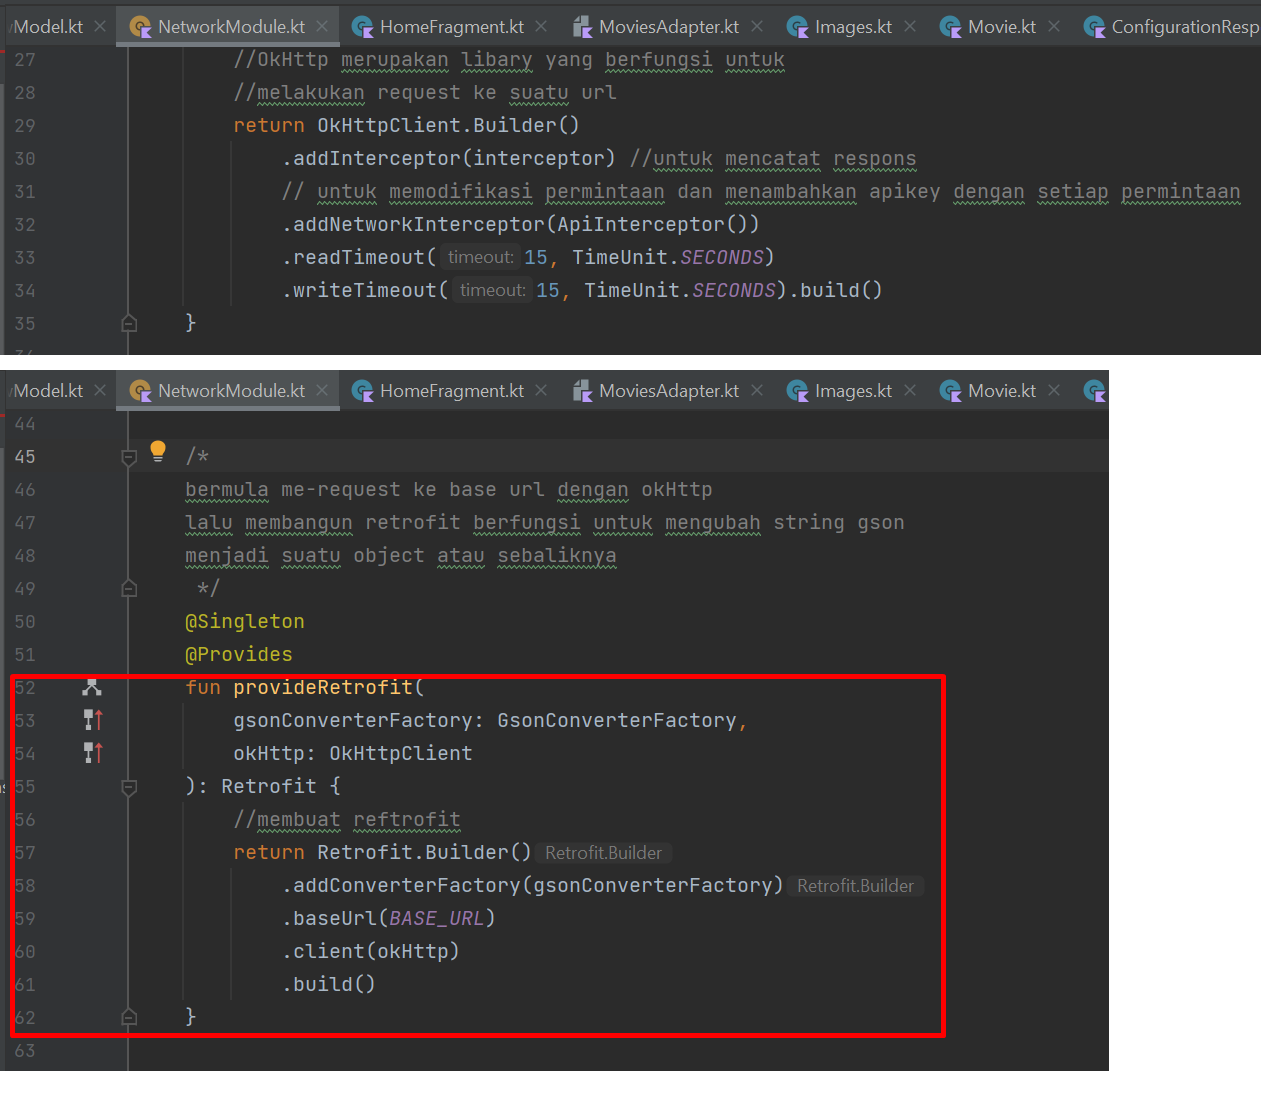 Model.kt NetworkModule.kt HomeFragment.kt MoviesAdapter.kt Images.kt Movie.kt ConfigurationResp
27 //OkHttp merupakan libary yang berfungsi untuk
28 //melakukan request ke suatu url
29 return OkHttpClient.Builder()
30 .addInterceptor(interceptor) //untuk mencatat respons
31 // untuk memodifikasi permintaan dan menambahkan apikey dengan setiap permintaan
32 .addNetworkInterceptor(ApiInterceptor())
33 .readTimeout( timeout: 15, TimeUnit.SECONDS)
34 .writeTimeout( timeout: 15, TimeUnit.SECONDS).build()
35 }
Model.kt NetworkModule.kt HomeFragment.kt MoviesAdapter.kt Images.kt Movie.kt
44
45 /*
46 bermula me-request ke base url dengan okHttp
47 lalu membangun retrofit berfungsi untuk mengubah string gson
48 menjadi suatu object atau sebaliknya
49 */
50 @Singleton
51 @Provides
52 fun provideRetrofit(
53 gsonConverterFactory: GsonConverterFactory,
54 okHttp: OkHttpClient
55 ): Retrofit {
56 //membuat reftrofit
57 return Retrofit.Builder() Retrofit.Builder
58 .addConverterFactory(gsonConverterFactory) Retrofit.Builder
59 .baseUrl(BASE_URL)
60 .client(okHttp)
61 .build()
62 }
63